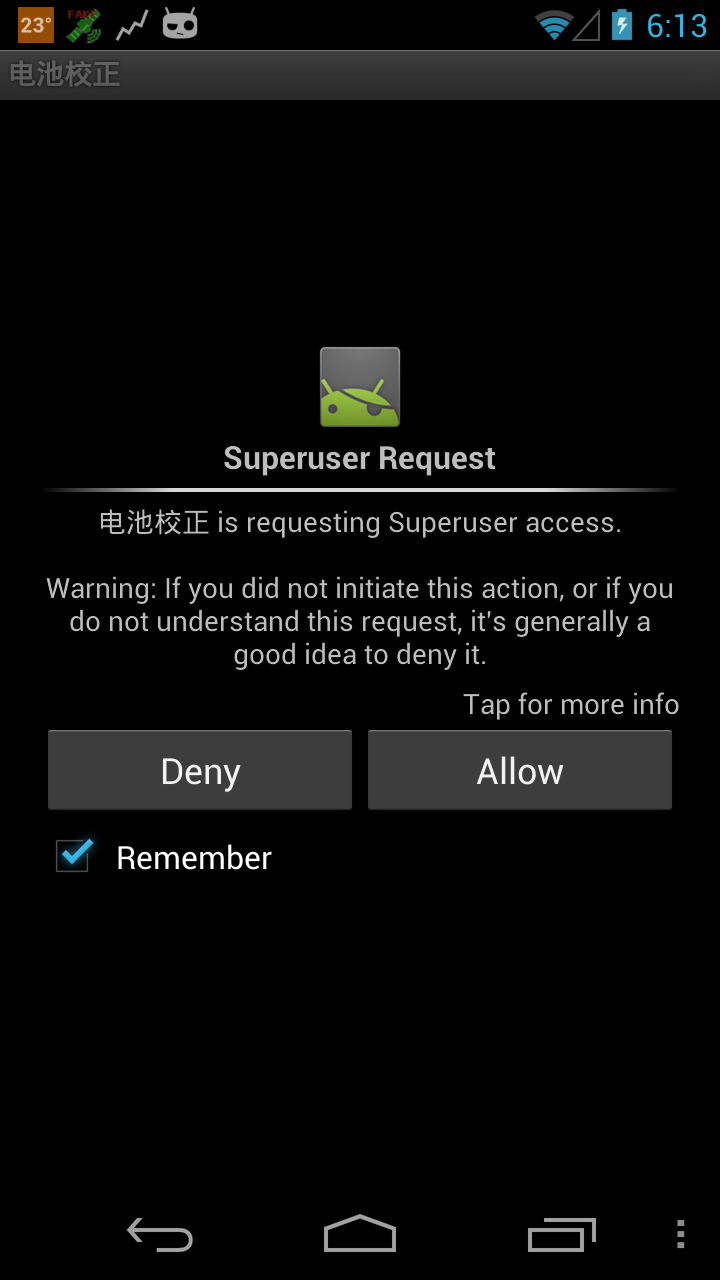 23°
FAKE
6:13
电池校正
Superuser Request
电池校正 is requesting Superuser access.
Warning: If you did not initiate this action, or if you
do not understand this request, it's generally a
good idea to deny it.
Tap for more info
Deny
Allow
Remember